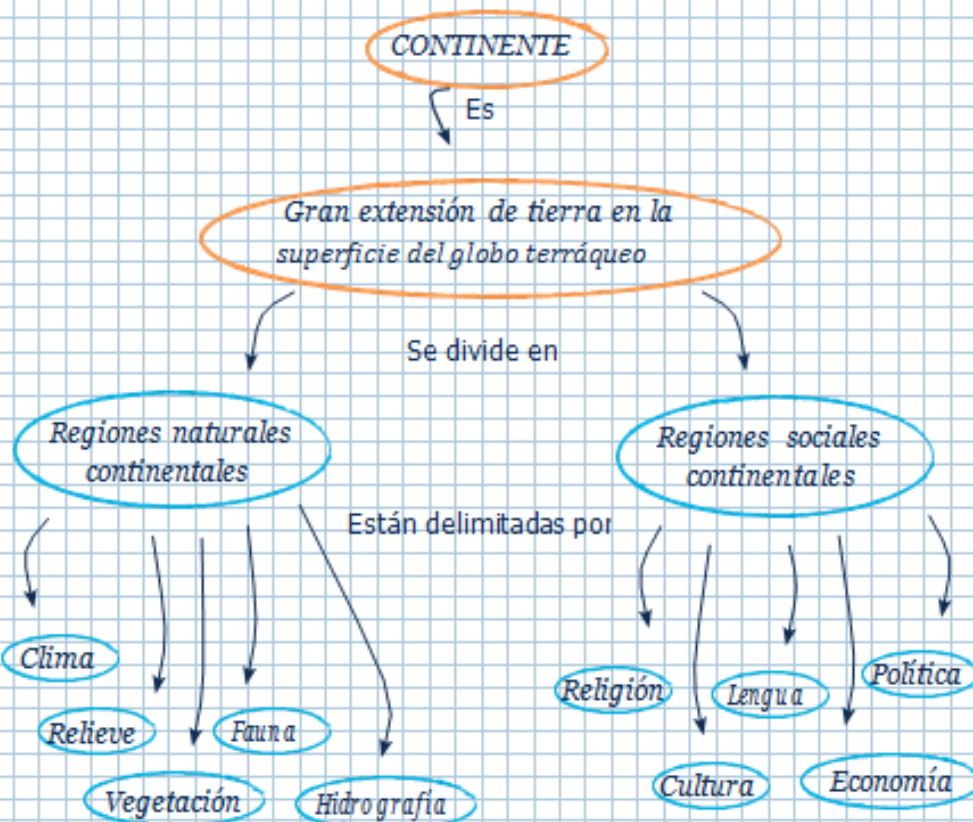 CONTINENTE
Es
Gran extensión de tierra en la
superficie del globo terráqueo
Se divide en
Regiones naturales
continentales
Regiones sociales
continentales
Están delimitadas por
Clima
Relieve
Vegetación
Fauna
Hidrografía
Religión
Cultura
Lengua
Economía
Política